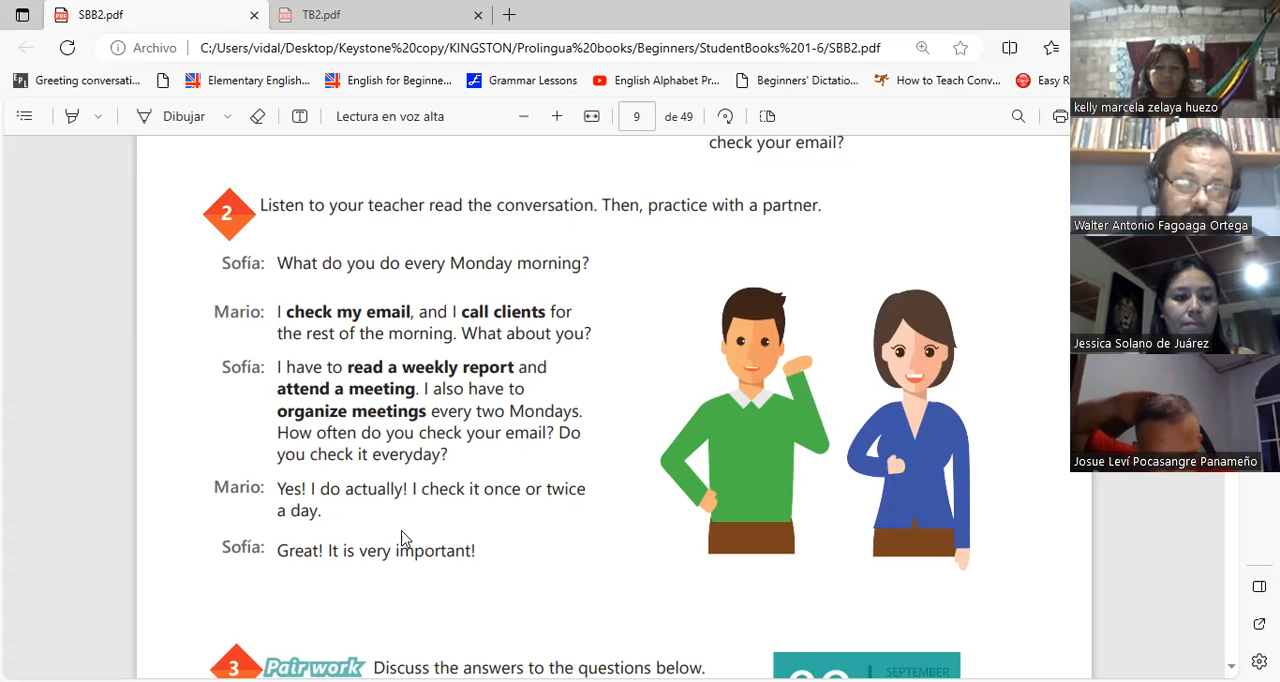 SBB2.pdf
TB2.pdf
Archivo
C:/Users/vidal/Desktop/Keystone%20copy/KINGSTON/Prolingua%20books/Beginners/StudentBooks%201-6/SBB2.pdf
Greeting conversati...
Elementary English...
English for Beginne...
Grammar Lessons
English Alphabet Pr...
Beginners' Dictatio...
How to Teach Conv...
Easy R
Dibujar
Lectura en voz alta
9
de 49
check your email?
2 Listen to your teacher read the conversation. Then, practice with a partner.
Sofía: What do you do every Monday morning?
Mario: I check my email, and I call clients for
the rest of the morning. What about you?
Sofía: I have to read a weekly report and
attend a meeting. I also have to
organize meetings every two Mondays.
How often do you check your email? Do
you check it everyday?
Mario: Yes! I do actually! I check it once or twice
a day.
Sofía: Great! It is very important!
3 Pair work Discuss the answers to the questions below.
SEPTEMBER
kelly marcela zelaya huezo
Walter Antonio Fagoaga Ortega
Jessica Solano de Juárez
Josue Leví Pocasangre Panameño